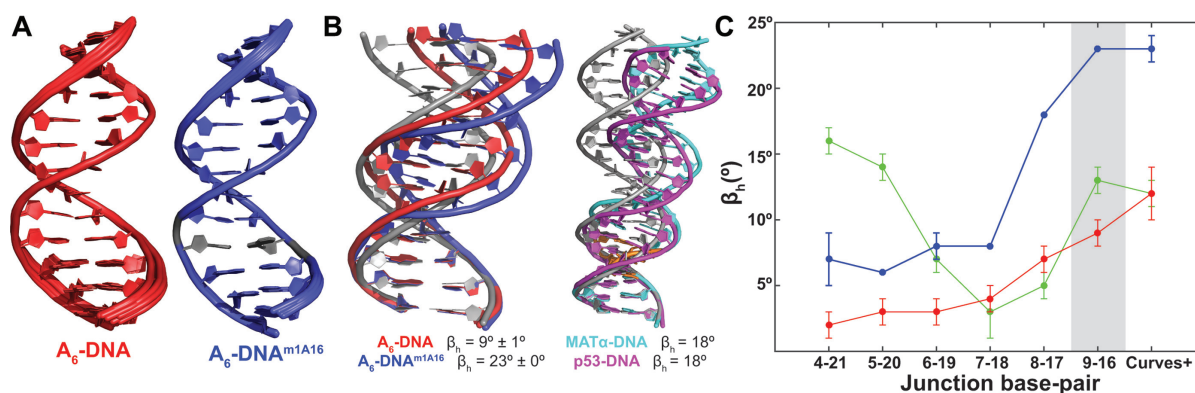 A
A6-DNA
A6-DNAm1A16
B
A6-DNA βh = 9º ± 1º
A6-DNAm1A16 βh = 23º ± 0º
MATα-DNA βh = 18º
p53-DNA βh = 18º
C
25º
20º
15º
10º
5º
βh(º)
4-21 5-20 6-19 7-18 8-17 9-16 Curves+
Junction base-pair